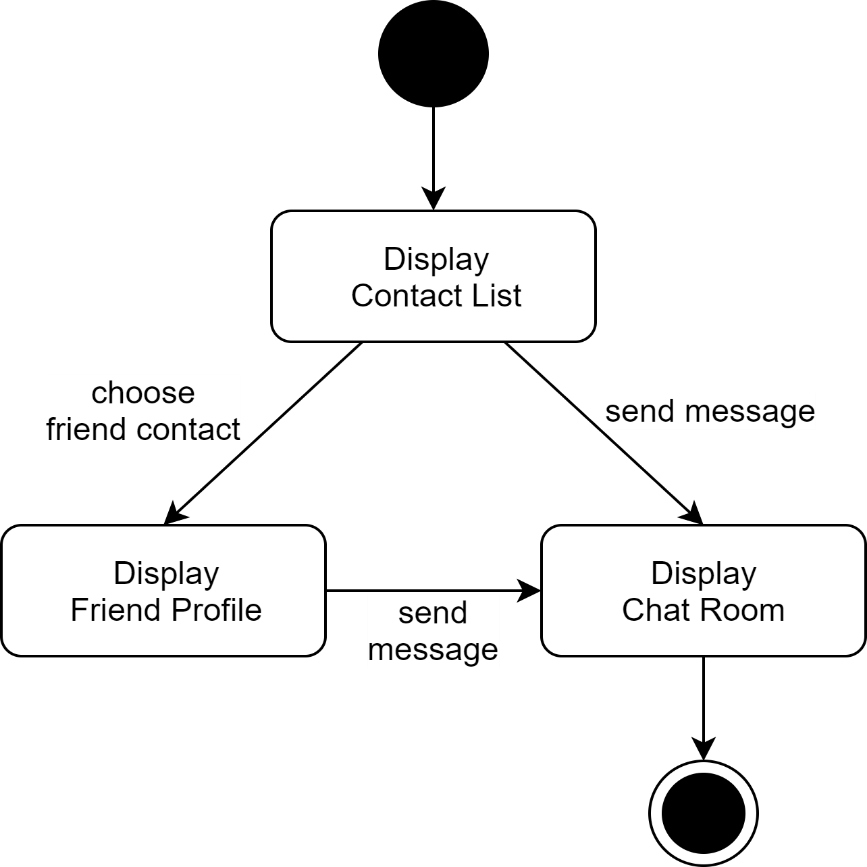 Display
Contact List
choose
friend contact
send message
Display
Friend Profile
send
message
Display
Chat Room